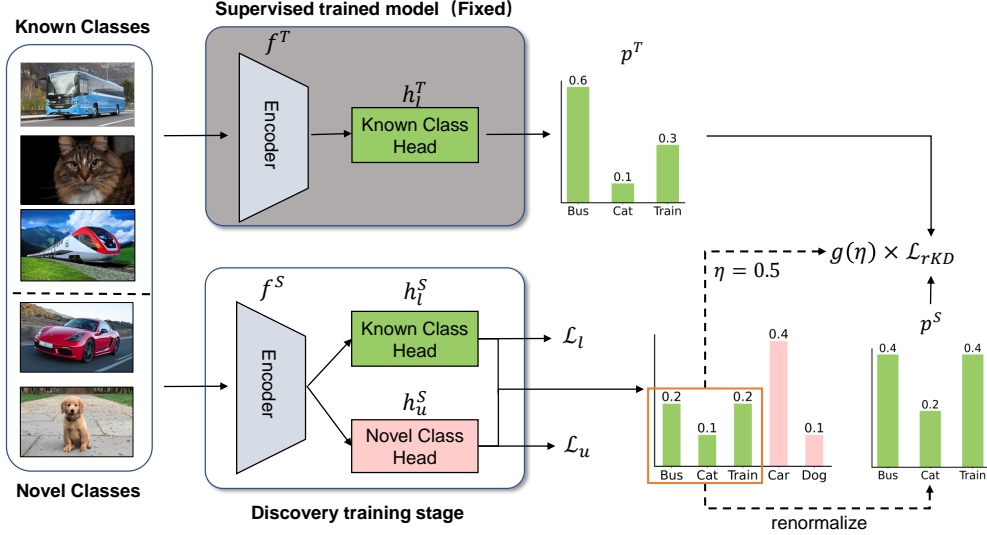 Known Classes
Supervised trained model（Fixed）
f^T
Encoder
h_l^T
Known Class
Head
p^T
0.6
0.1
0.3
Bus Cat Train
g(η) × ℒ_{rKD}
η = 0.5
f^S
Encoder
h_l^S
Known Class
Head
ℒ_l
h_u^S
Novel Class
Head
ℒ_u
0.2 0.1 0.2 0.4 0.1
Bus Cat Train Car Dog
p^S
0.4 0.2 0.4
Bus Cat Train
renormalize
Novel Classes
Discovery training stage